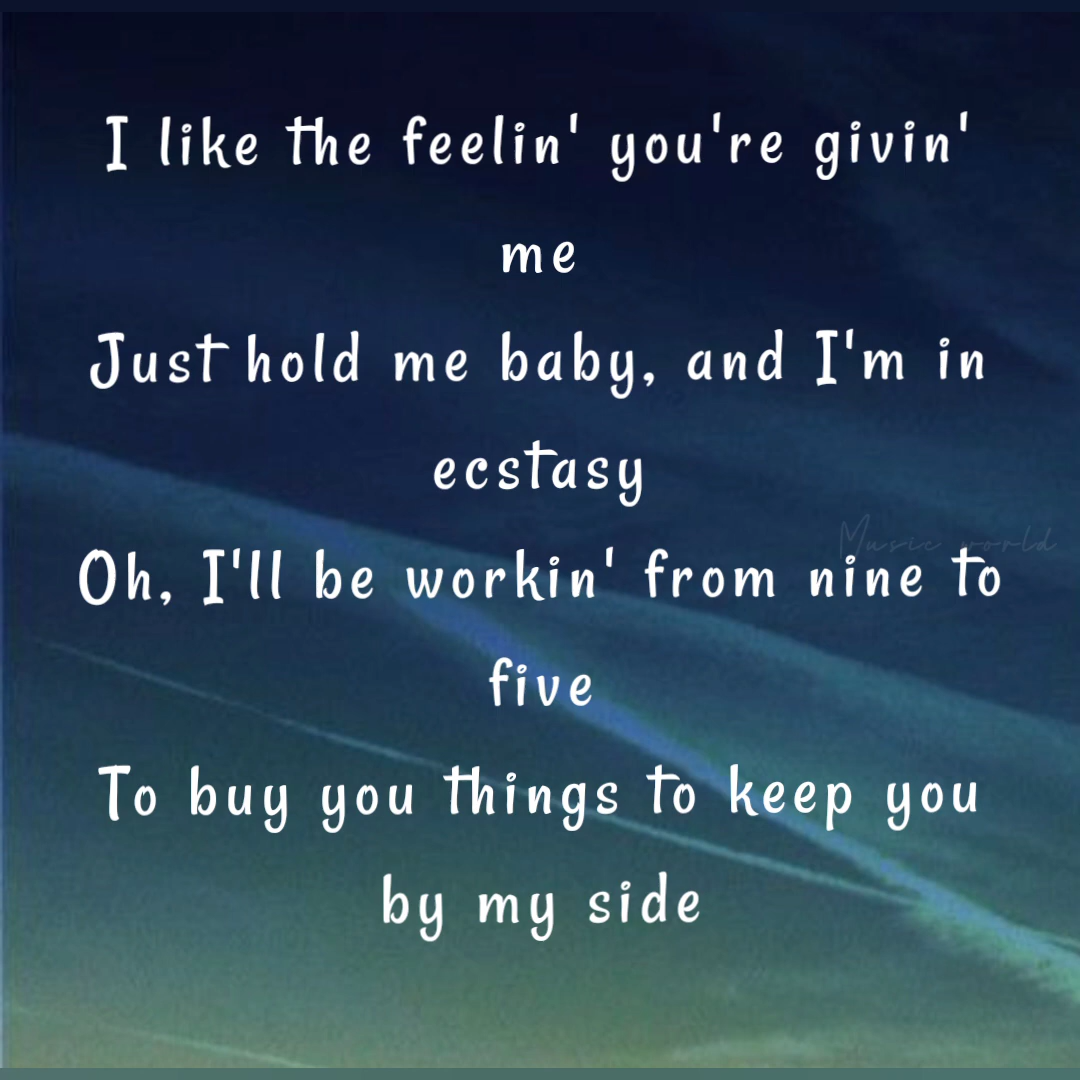 I like the feelin' you're givin'
me
Just hold me baby, and I'm in
ecstasy
Music world
Oh, I'll be workin' from nine to
five
To buy you things to keep you
by my side